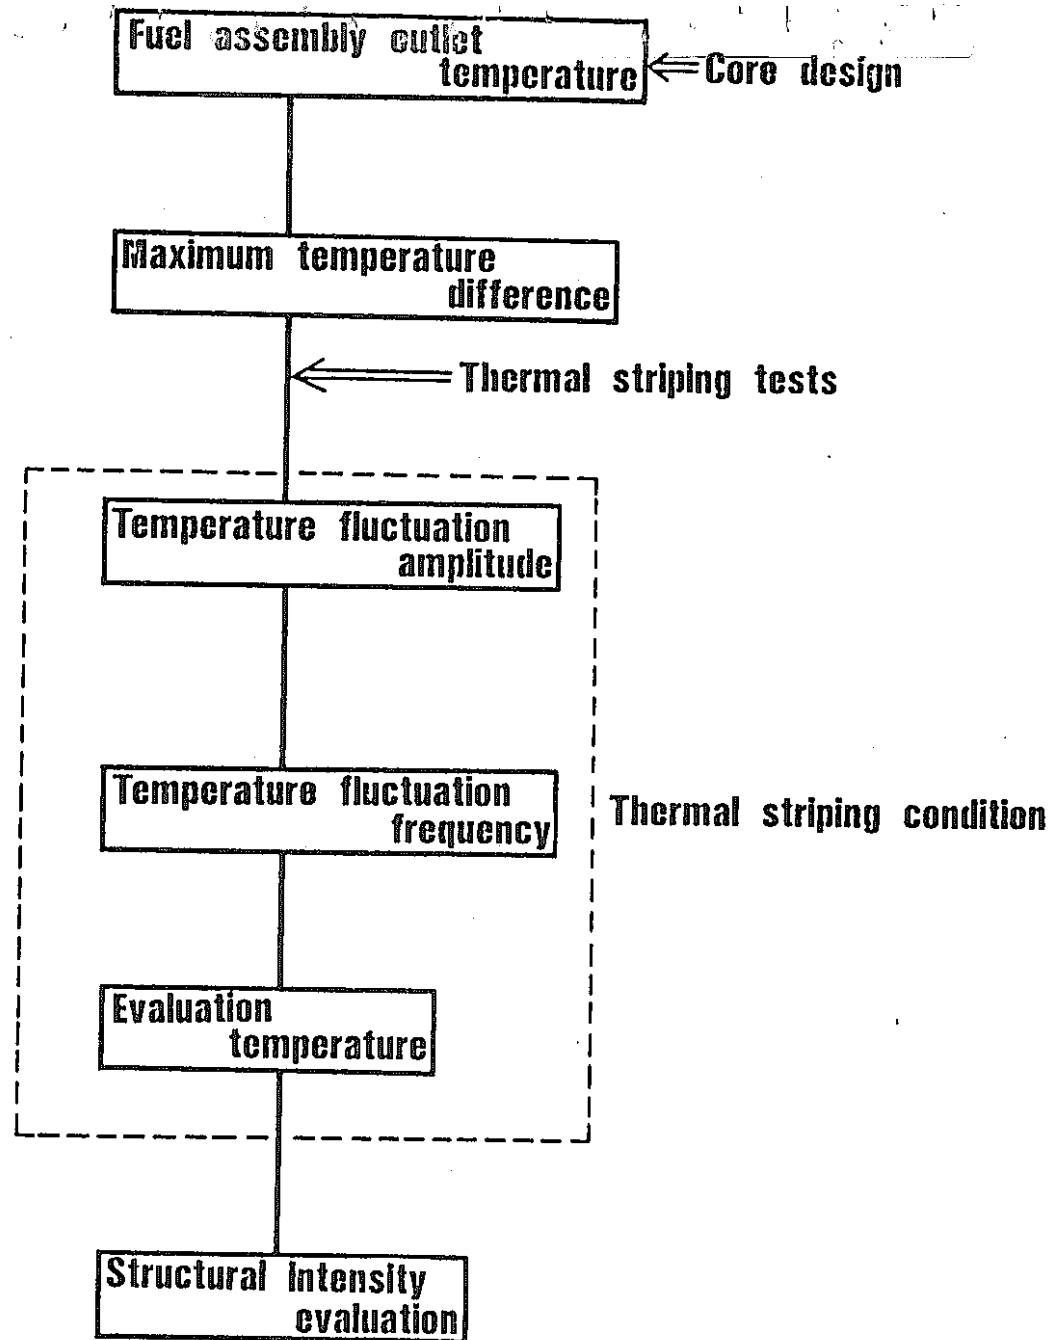 Fuel assembly outlet
temperature
Core design
Maximum temperature
difference
Thermal striping tests
Temperature fluctuation
amplitude
Temperature fluctuation
frequency
Thermal striping condition
Evaluation
temperature
Structural intensity
evaluation